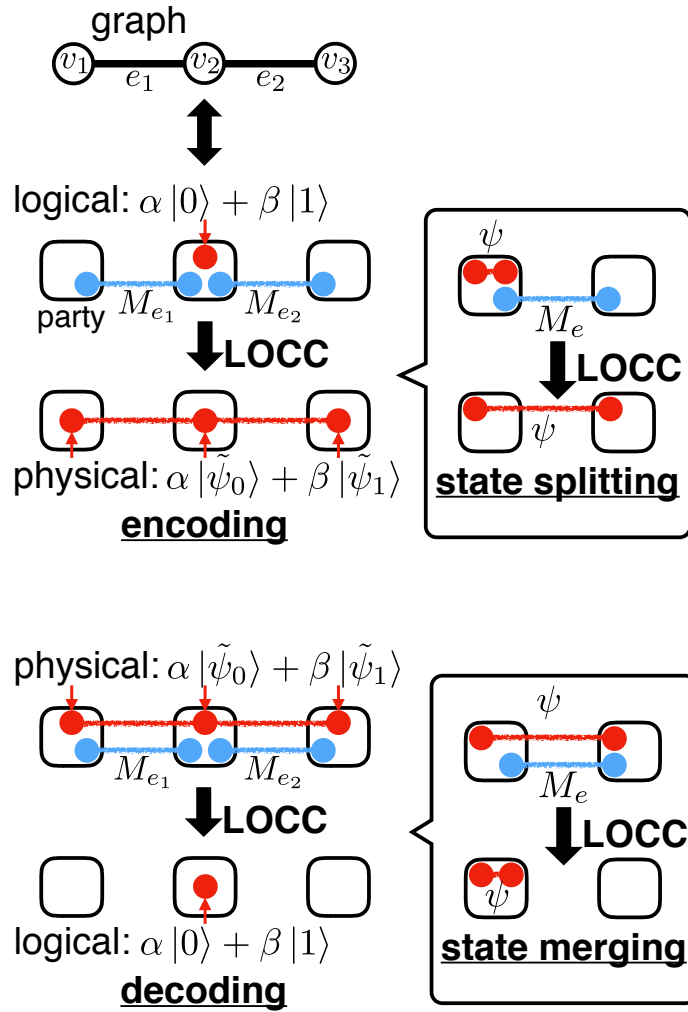 graph
v₁ v₂ v₃
e₁ e₂
logical: α|0⟩ + β|1⟩
M_{e₁} M_{e₂}
party
LOCC
physical: α|ψ̃₀⟩ + β|ψ̃₁⟩
encoding
ψ
M_e
LOCC
ψ
state splitting
physical: α|ψ̃₀⟩ + β|ψ̃₁⟩
M_{e₁} M_{e₂}
LOCC
logical: α|0⟩ + β|1⟩
decoding
ψ
M_e
LOCC
ψ
state merging